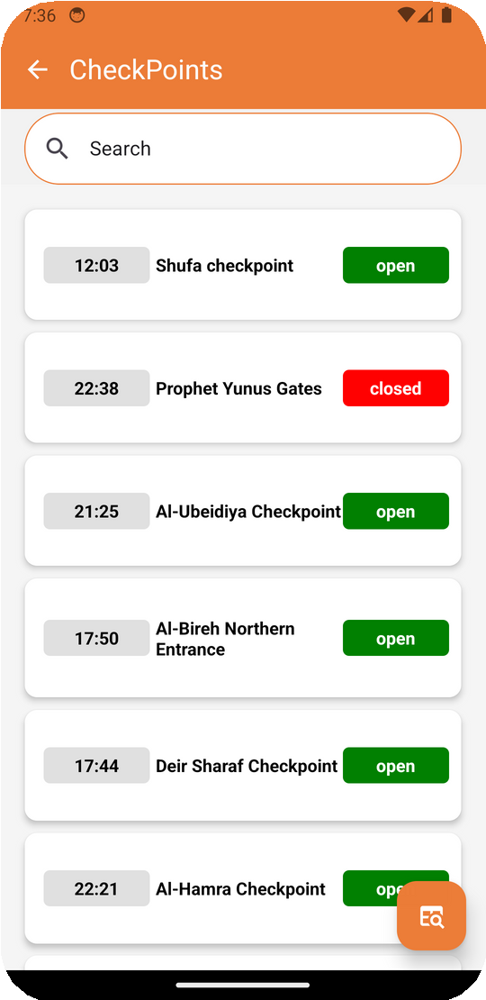 7:36
CheckPoints
Search
12:03 Shufa checkpoint open
22:38 Prophet Yunus Gates closed
21:25 Al-Ubeidiya Checkpoint open
17:50 Al-Bireh Northern Entrance open
17:44 Deir Sharaf Checkpoint open
22:21 Al-Hamra Checkpoint